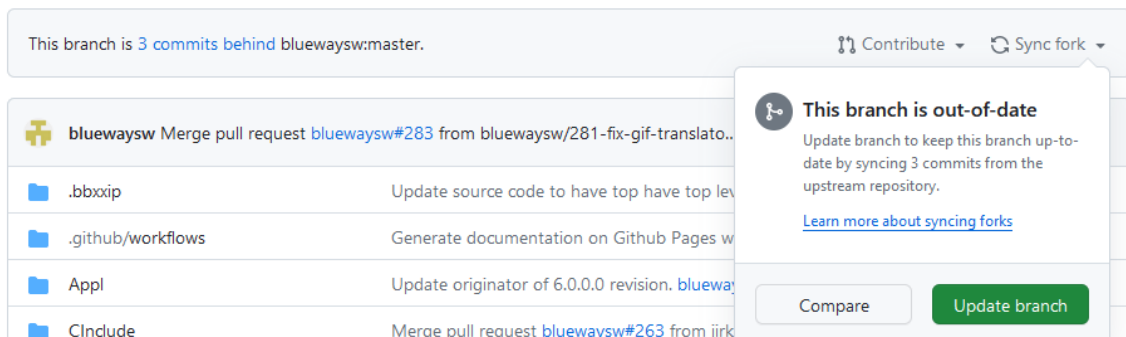 This branch is 3 commits behind bluewaysw:master.
Contribute
Sync fork
This branch is out-of-date
Update branch to keep this branch up-to-
date by syncing 3 commits from the
upstream repository.
Learn more about syncing forks
Compare
Update branch
bluewaysw Merge pull request bluewaysw#283 from bluewaysw/281-fix-gif-translato...
.bbxxip
Update source code to have top have top lev
.github/workflows
Generate documentation on Github Pages w
Appl
Update originator of 6.0.0.0 revision. blueway
CInclude
Merge pull request bluewaysw#263 from jirk